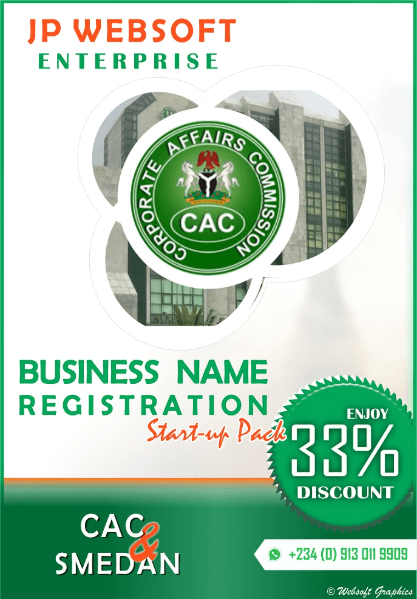 JP WEBSOFT
ENTERPRISE
CORPORATE AFFAIRS COMMISSION
CAC
BUSINESS NAME
REGISTRATION
Start-up Pack
ENJOY
33%
DISCOUNT
CAC
&
SMEDAN
+234 (0) 913 011 9909
© Websoft Graphics